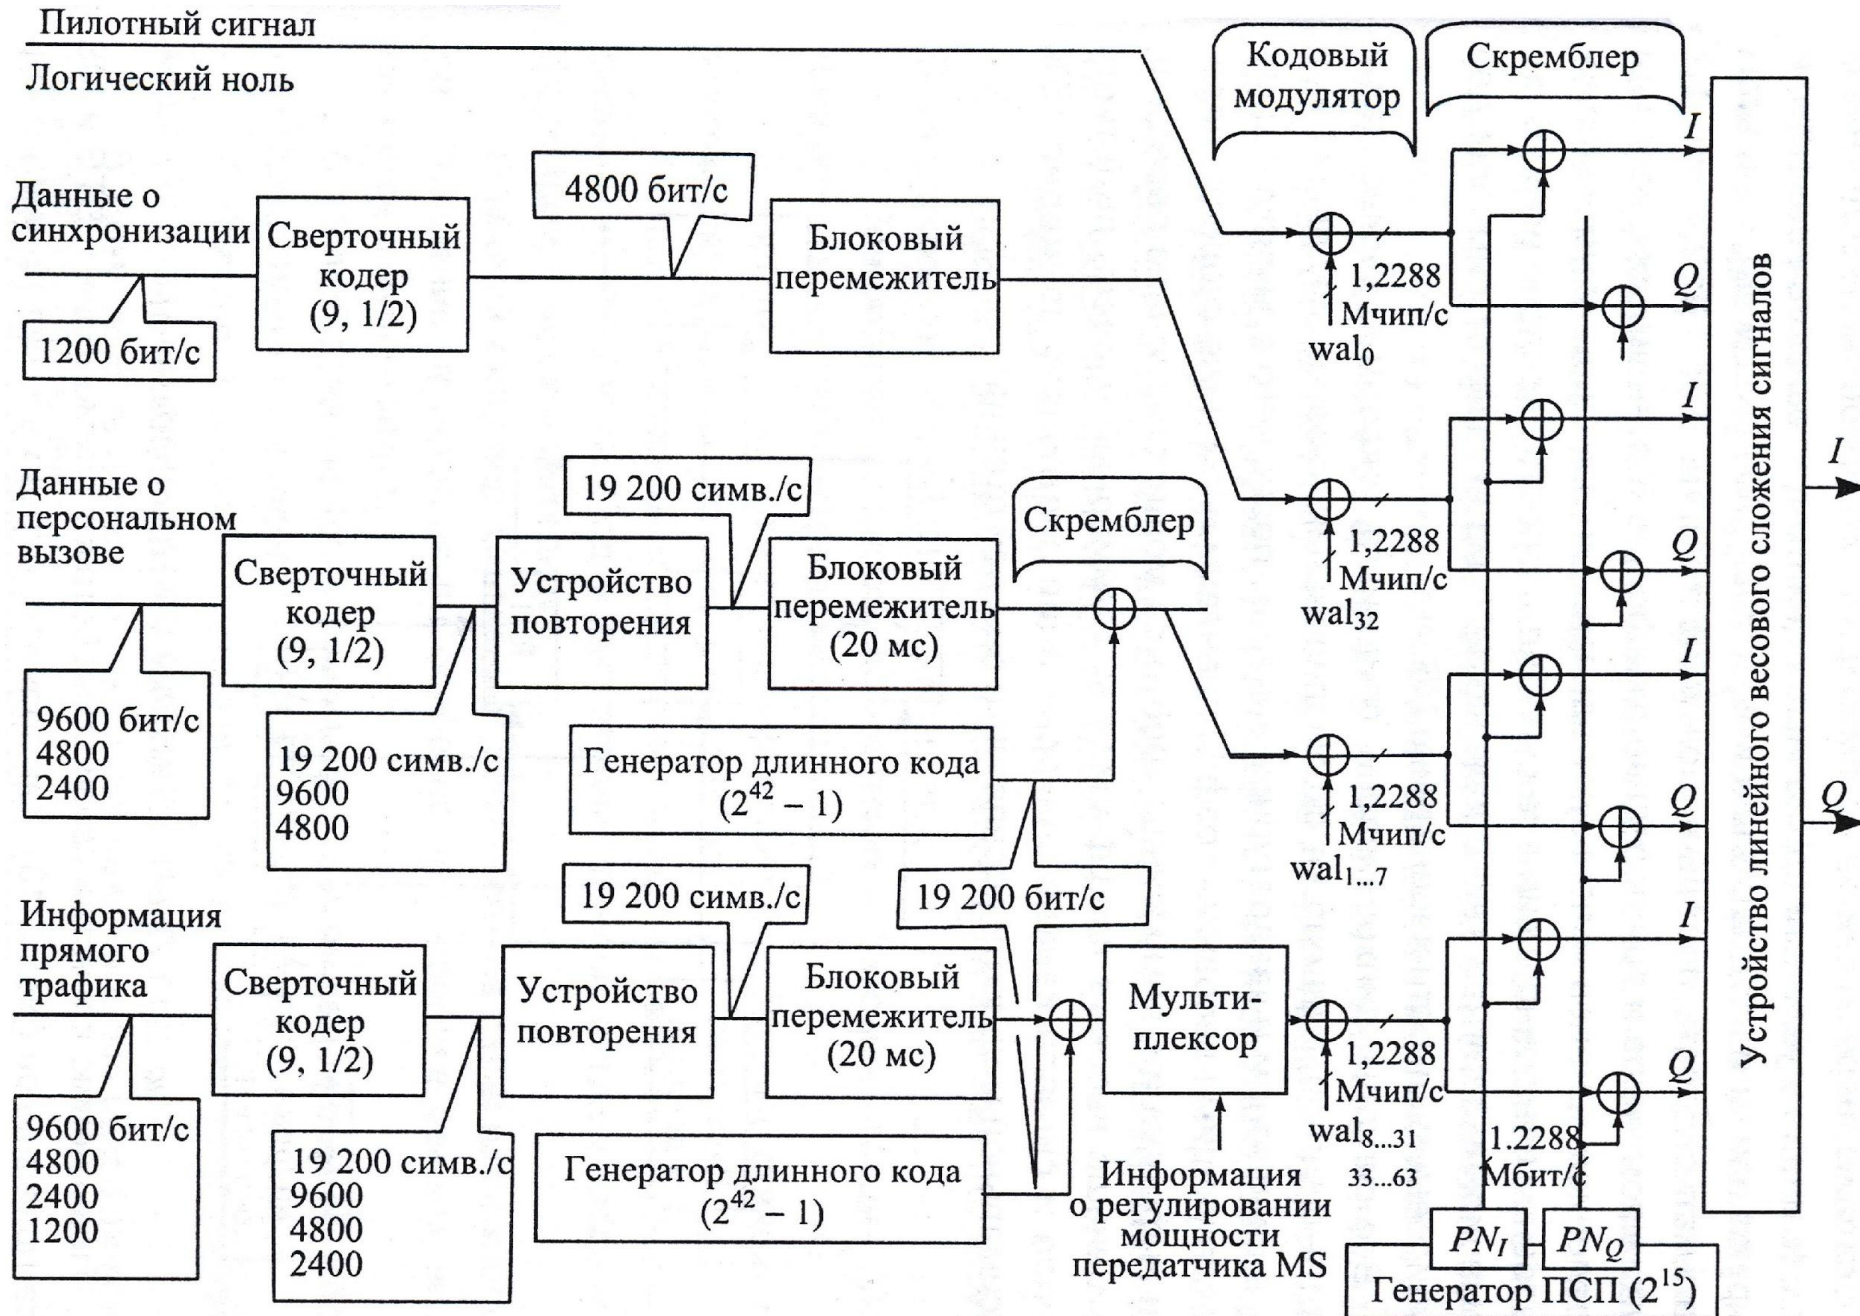 Пилотный сигнал
Логический ноль
Кодовый
модулятор
Скремблер
I
Данные о
синхронизации
1200 бит/с
Сверточный
кодер
(9, 1/2)
4800 бит/с
Блоковый
перемежитель
1,2288
Мчип/с
wal0
Q
I
Данные о
персональном
вызове
9600 бит/с
4800
2400
Сверточный
кодер
(9, 1/2)
19 200 симв./с
9600
4800
Устройство
повторения
19 200 симв./с
Блоковый
перемежитель
(20 мс)
Скремблер
1,2288
Мчип/с
wal32
Q
I
Генератор длинного кода
(2^42 – 1)
1,2288
Мчип/с
wal1...7
Q
I
19 200 бит/с
Информация
прямого
трафика
9600 бит/с
4800
2400
1200
Сверточный
кодер
(9, 1/2)
19 200 симв./с
9600
4800
2400
Устройство
повторения
19 200 симв./с
Блоковый
перемежитель
(20 мс)
Генератор длинного кода
(2^42 – 1)
Мульти-
плексор
Информация
о регулировании
мощности
передатчика MS
1,2288
Мчип/с
wal8...31
33...63
Q
1.2288
Мбит/с
PNI
PNQ
Генератор ПСП (2^15)
Устройство линейного весового сложения сигналов
I
Q